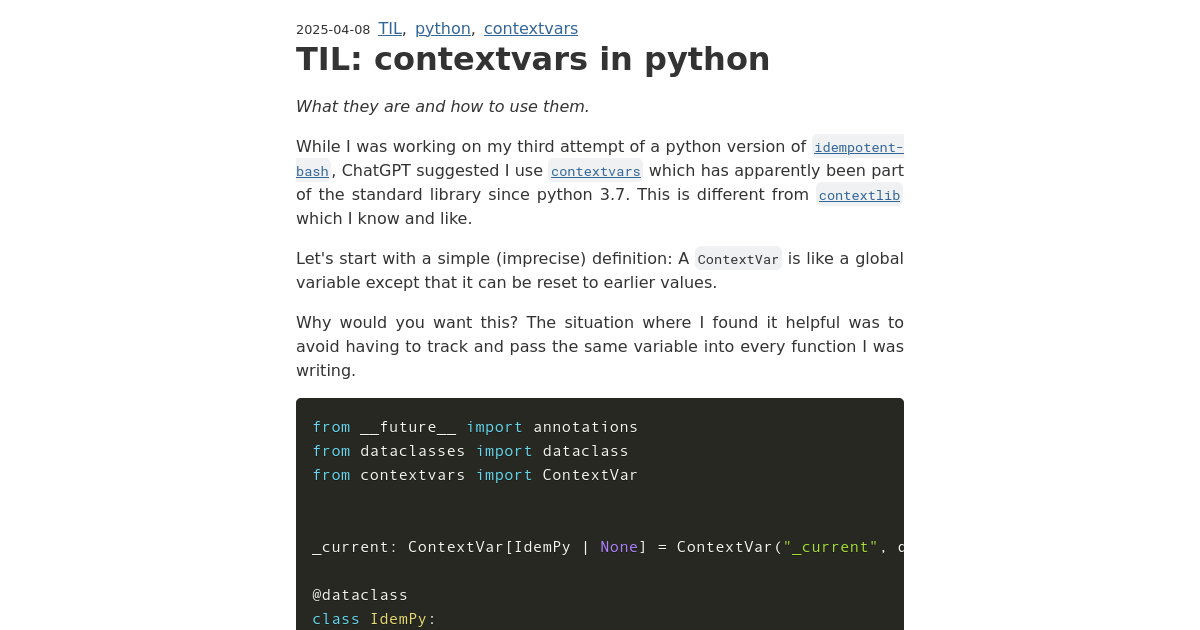 2025-04-08 TIL, python, contextvars
TIL: contextvars in python
What they are and how to use them.
While I was working on my third attempt of a python version of idempotent-
bash, ChatGPT suggested I use contextvars which has apparently been part
of the standard library since python 3.7. This is different from contextlib
which I know and like.
Let's start with a simple (imprecise) definition: A ContextVar is like a global
variable except that it can be reset to earlier values.
Why would you want this? The situation where I found it helpful was to
avoid having to track and pass the same variable into every function I was
writing.
from __future__ import annotations
from dataclasses import dataclass
from contextvars import ContextVar
_current: ContextVar[IdemPy | None] = ContextVar("_current",
@dataclass
class IdemPy: